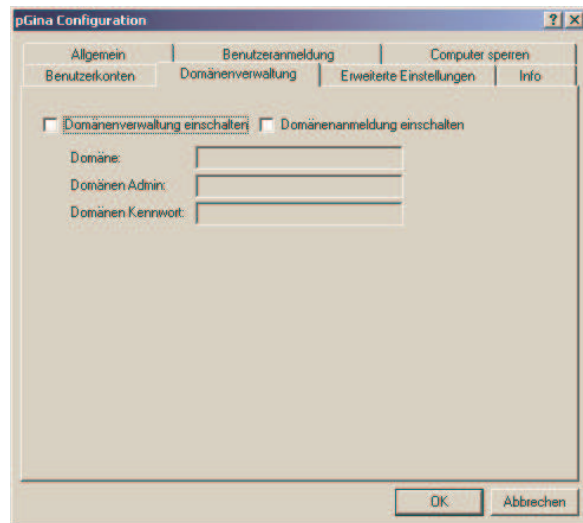 pGina Configuration
Allgemein Benutzeranmeldung Computer sperren
Benutzerkonten Domänenverwaltung Erweiterte Einstellungen Info
Domänenverwaltung einschalten Domänenanmeldung einschalten
Domäne:
Domänen Admin:
Domänen Kennwort:
OK Abbrechen